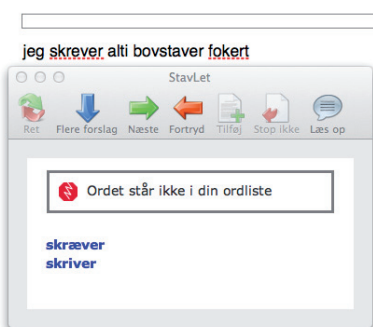 jeg skrever alti bovstaver fokert
StavLet
Ret Flere forslag Næste Fortryd Tilføj Stop ikke Læs op
Ordet står ikke i din ordliste
skræver
skriver